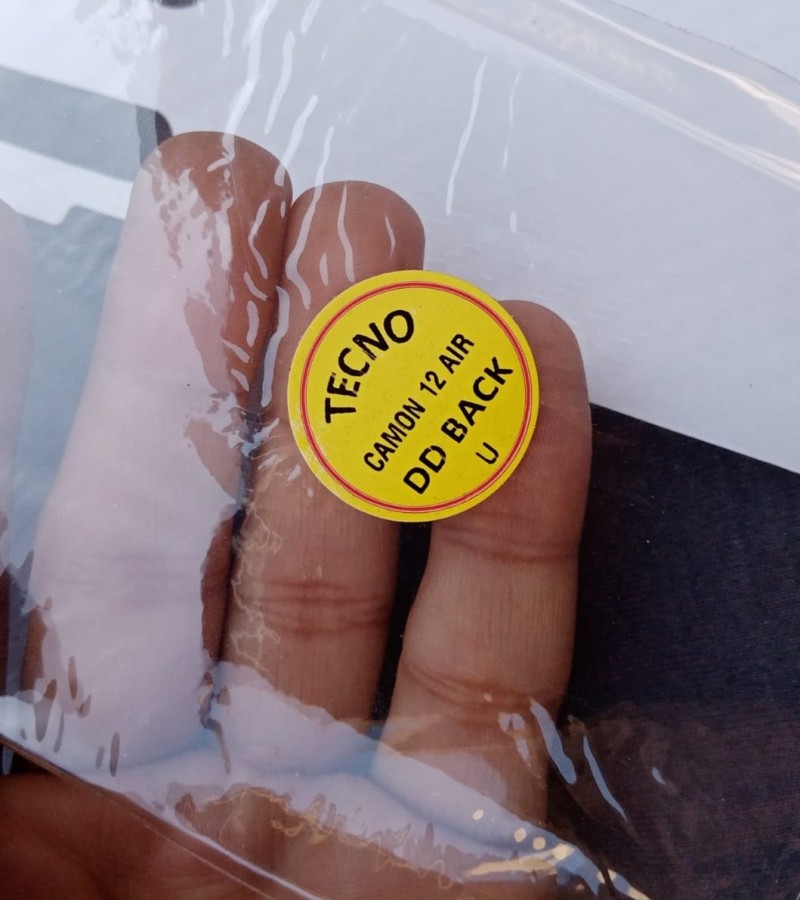 TECNO
CAMON 12 AIR
DD BACK
U